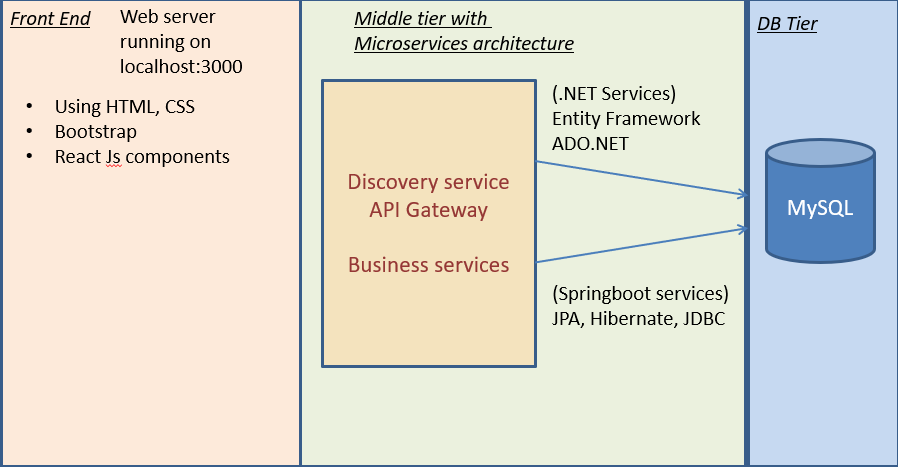 Front End
Web server
running on
localhost:3000
• Using HTML, CSS
• Bootstrap
• React Js components
Middle tier with
Microservices architecture
Discovery service
API Gateway
Business services
(.NET Services)
Entity Framework
ADO.NET
(Springboot services)
JPA, Hibernate, JDBC
DB Tier
MySQL